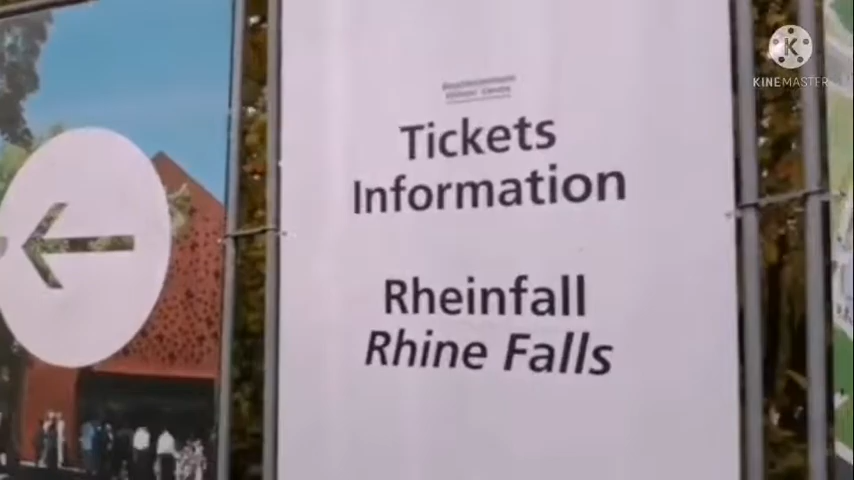 Tickets
Information
Rheinfall
Rhine Falls
KINEMASTER